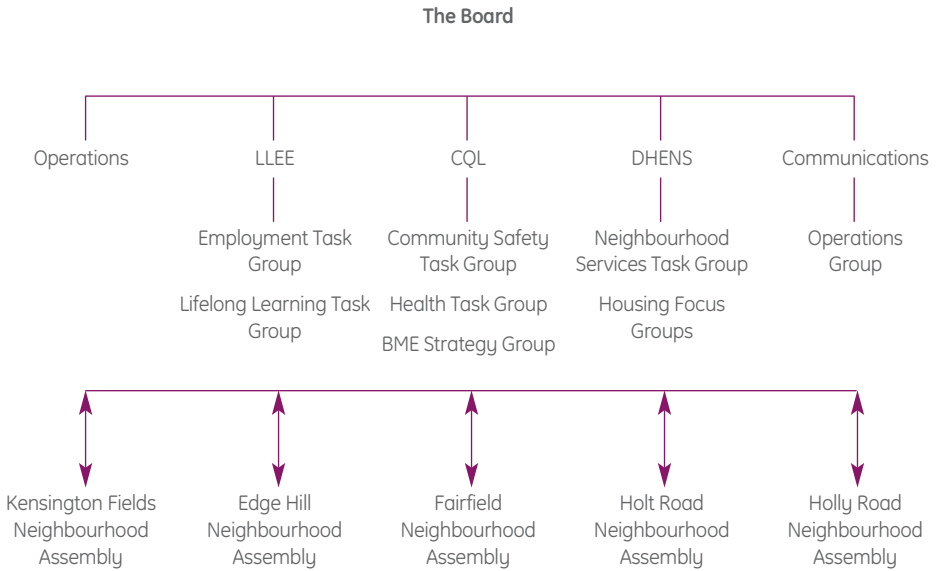 The Board
Operations
LLEE
CQL
DHENS
Communications
Employment Task
Group
Lifelong Learning Task
Group
Community Safety
Task Group
Health Task Group
BME Strategy Group
Neighbourhood
Services Task Group
Housing Focus
Groups
Operations
Group
Kensington Fields
Neighbourhood
Assembly
Edge Hill
Neighbourhood
Assembly
Fairfield
Neighbourhood
Assembly
Holt Road
Neighbourhood
Assembly
Holly Road
Neighbourhood
Assembly